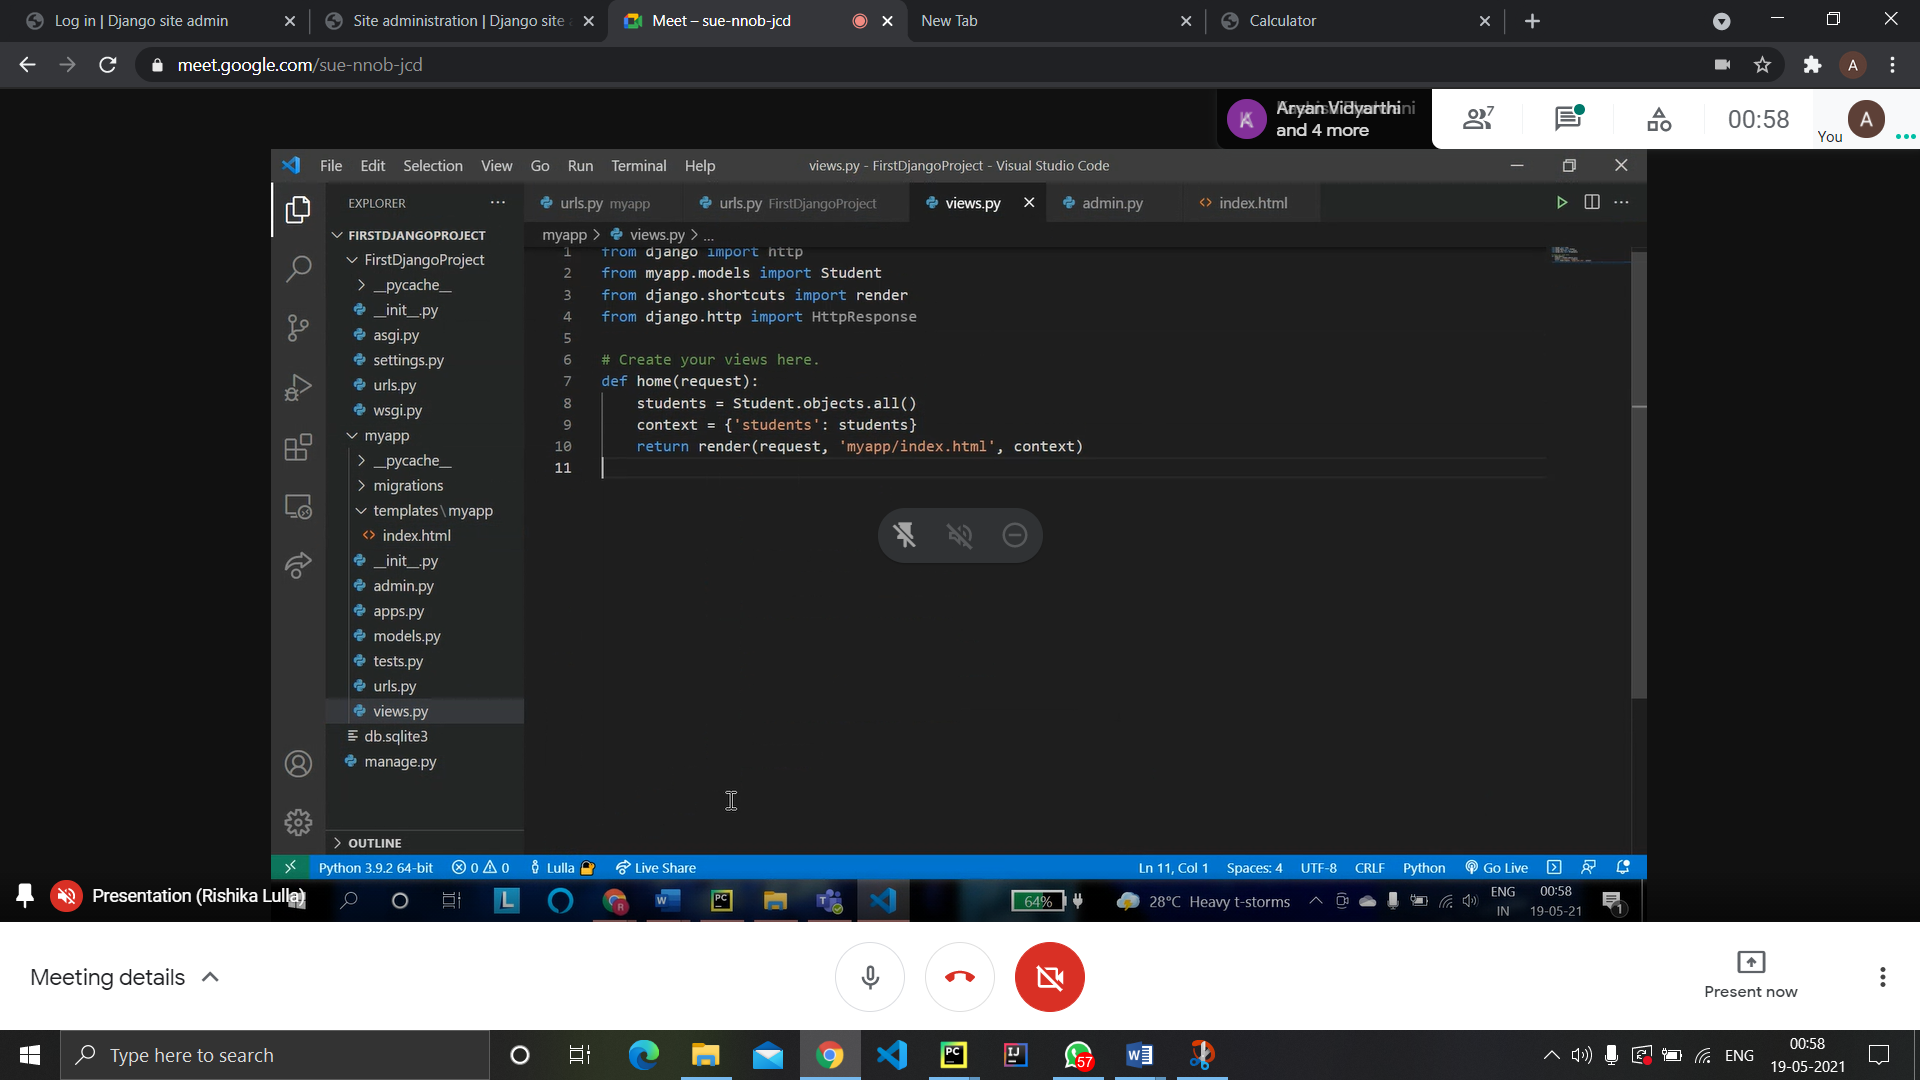 Log in | Django site admin
Site administration | Django site a
Meet – sue-nnob-jcd
New Tab
Calculator
meet.google.com/sue-nnob-jcd
A
K
Aryan Vidyarthi
and 4 more
7
00:58
You
A
File Edit Selection View Go Run Terminal Help
views.py - FirstDjangoProject - Visual Studio Code
EXPLORER
urls.py myapp
urls.py FirstDjangoProject
views.py
admin.py
index.html
myapp > views.py > ...
FIRSTDJANGOPROJECT
FirstDjangoProject
__pycache__
__init__.py
asgi.py
settings.py
urls.py
wsgi.py
myapp
__pycache__
migrations
templates\myapp
index.html
__init__.py
admin.py
apps.py
models.py
tests.py
urls.py
views.py
db.sqlite3
manage.py
OUTLINE
1 from django import http
2 from myapp.models import Student
3 from django.shortcuts import render
4 from django.http import HttpResponse
5
6 # Create your views here.
7 def home(request):
8 students = Student.objects.all()
9 context = {'students': students}
10 return render(request, 'myapp/index.html', context)
11
Python 3.9.2 64-bit 0 0 Lulla Live Share
Ln 11, Col 1 Spaces: 4 UTF-8 CRLF Python Go Live
Presentation (Rishika Lulla)
L
R
W
PC
T
64%
28°C Heavy t-storms
ENG
IN
00:58
19-05-21
1
Meeting details
Present now
Type here to search
PC
IJ
57
W
ENG
00:58
19-05-2021